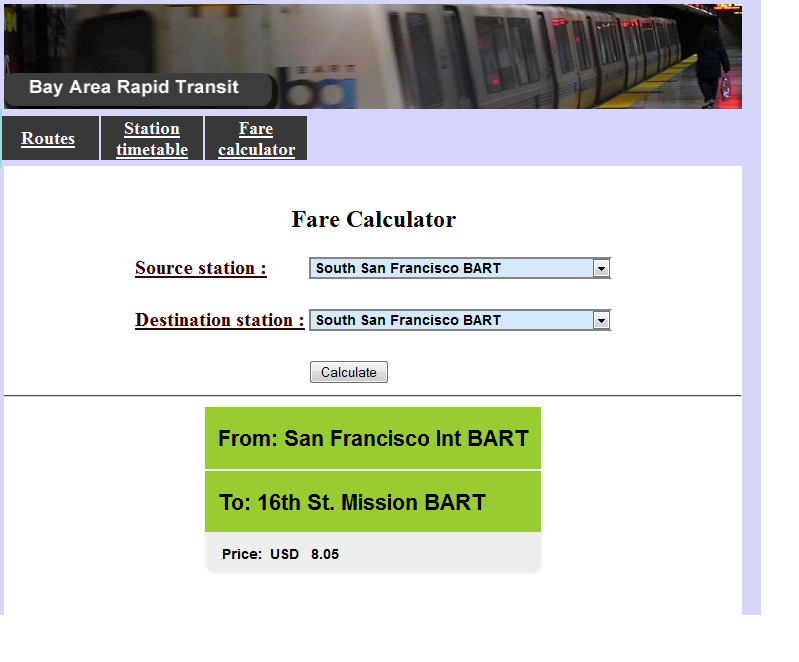 BART
ba
Bay Area Rapid Transit
Routes
Station
timetable
Fare
calculator
Fare Calculator
Source station :
South San Francisco BART
Destination station :
South San Francisco BART
Calculate
From: San Francisco Int BART
To: 16th St. Mission BART
Price: USD 8.05